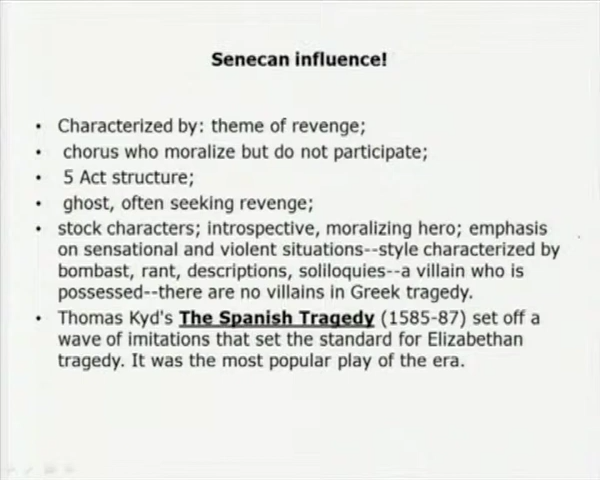 Senecan influence!
• Characterized by: theme of revenge;
• chorus who moralize but do not participate;
• 5 Act structure;
• ghost, often seeking revenge;
• stock characters; introspective, moralizing hero; emphasis
on sensational and violent situations--style characterized by
bombast, rant, descriptions, soliloquies--a villain who is
possessed--there are no villains in Greek tragedy.
• Thomas Kyd's The Spanish Tragedy (1585-87) set off a
wave of imitations that set the standard for Elizabethan
tragedy. It was the most popular play of the era.